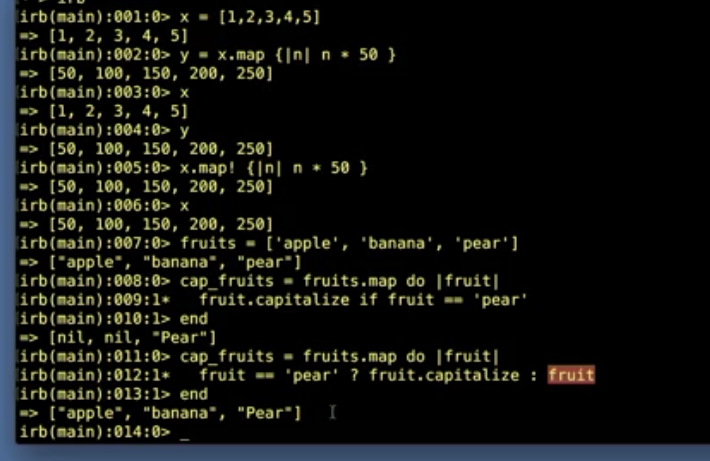 irb(main):001:0> x = [1,2,3,4,5]
=> [1, 2, 3, 4, 5]
irb(main):002:0> y = x.map {|n| n * 50 }
=> [50, 100, 150, 200, 250]
irb(main):003:0> x
=> [1, 2, 3, 4, 5]
irb(main):004:0> y
=> [50, 100, 150, 200, 250]
irb(main):005:0> x.map! {|n| n * 50 }
=> [50, 100, 150, 200, 250]
irb(main):006:0> x
=> [50, 100, 150, 200, 250]
irb(main):007:0> fruits = ['apple', 'banana', 'pear']
=> ["apple", "banana", "pear"]
irb(main):008:0> cap_fruits = fruits.map do |fruit|
irb(main):009:1*   fruit.capitalize if fruit == 'pear'
irb(main):010:1> end
=> [nil, nil, "Pear"]
irb(main):011:0> cap_fruits = fruits.map do |fruit|
irb(main):012:1*   fruit == 'pear' ? fruit.capitalize : fruit
irb(main):013:1> end
=> ["apple", "banana", "Pear"]
irb(main):014:0> _